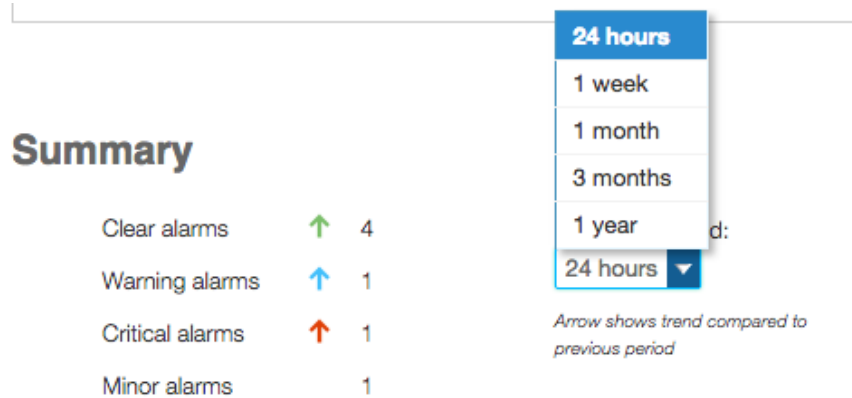 24 hours
1 week
1 month
3 months
1 year
d:
24 hours
Arrow shows trend compared to
previous period
Summary
Clear alarms 4
Warning alarms 1
Critical alarms 1
Minor alarms 1